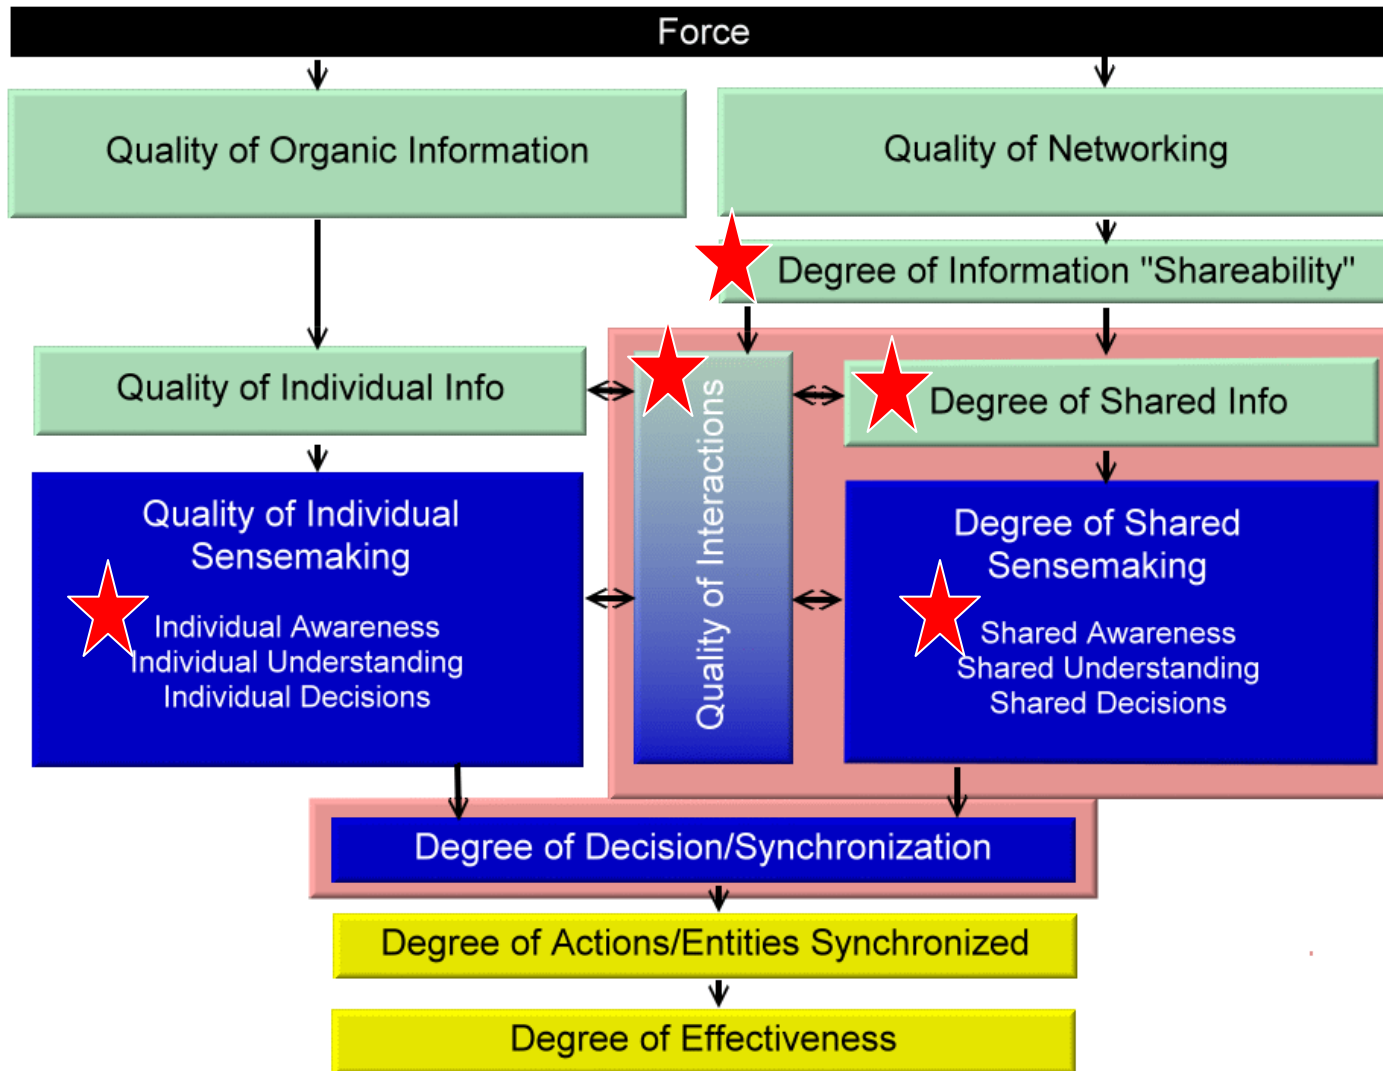 Force
Quality of Organic Information
Quality of Networking
Degree of Information "Shareability"
Quality of Individual Info
Quality of Interactions
Degree of Shared Info
Quality of Individual
Sensemaking
Individual Awareness
Individual Understanding
Individual Decisions
Degree of Shared
Sensemaking
Shared Awareness
Shared Understanding
Shared Decisions
Degree of Decision/Synchronization
Degree of Actions/Entities Synchronized
Degree of Effectiveness